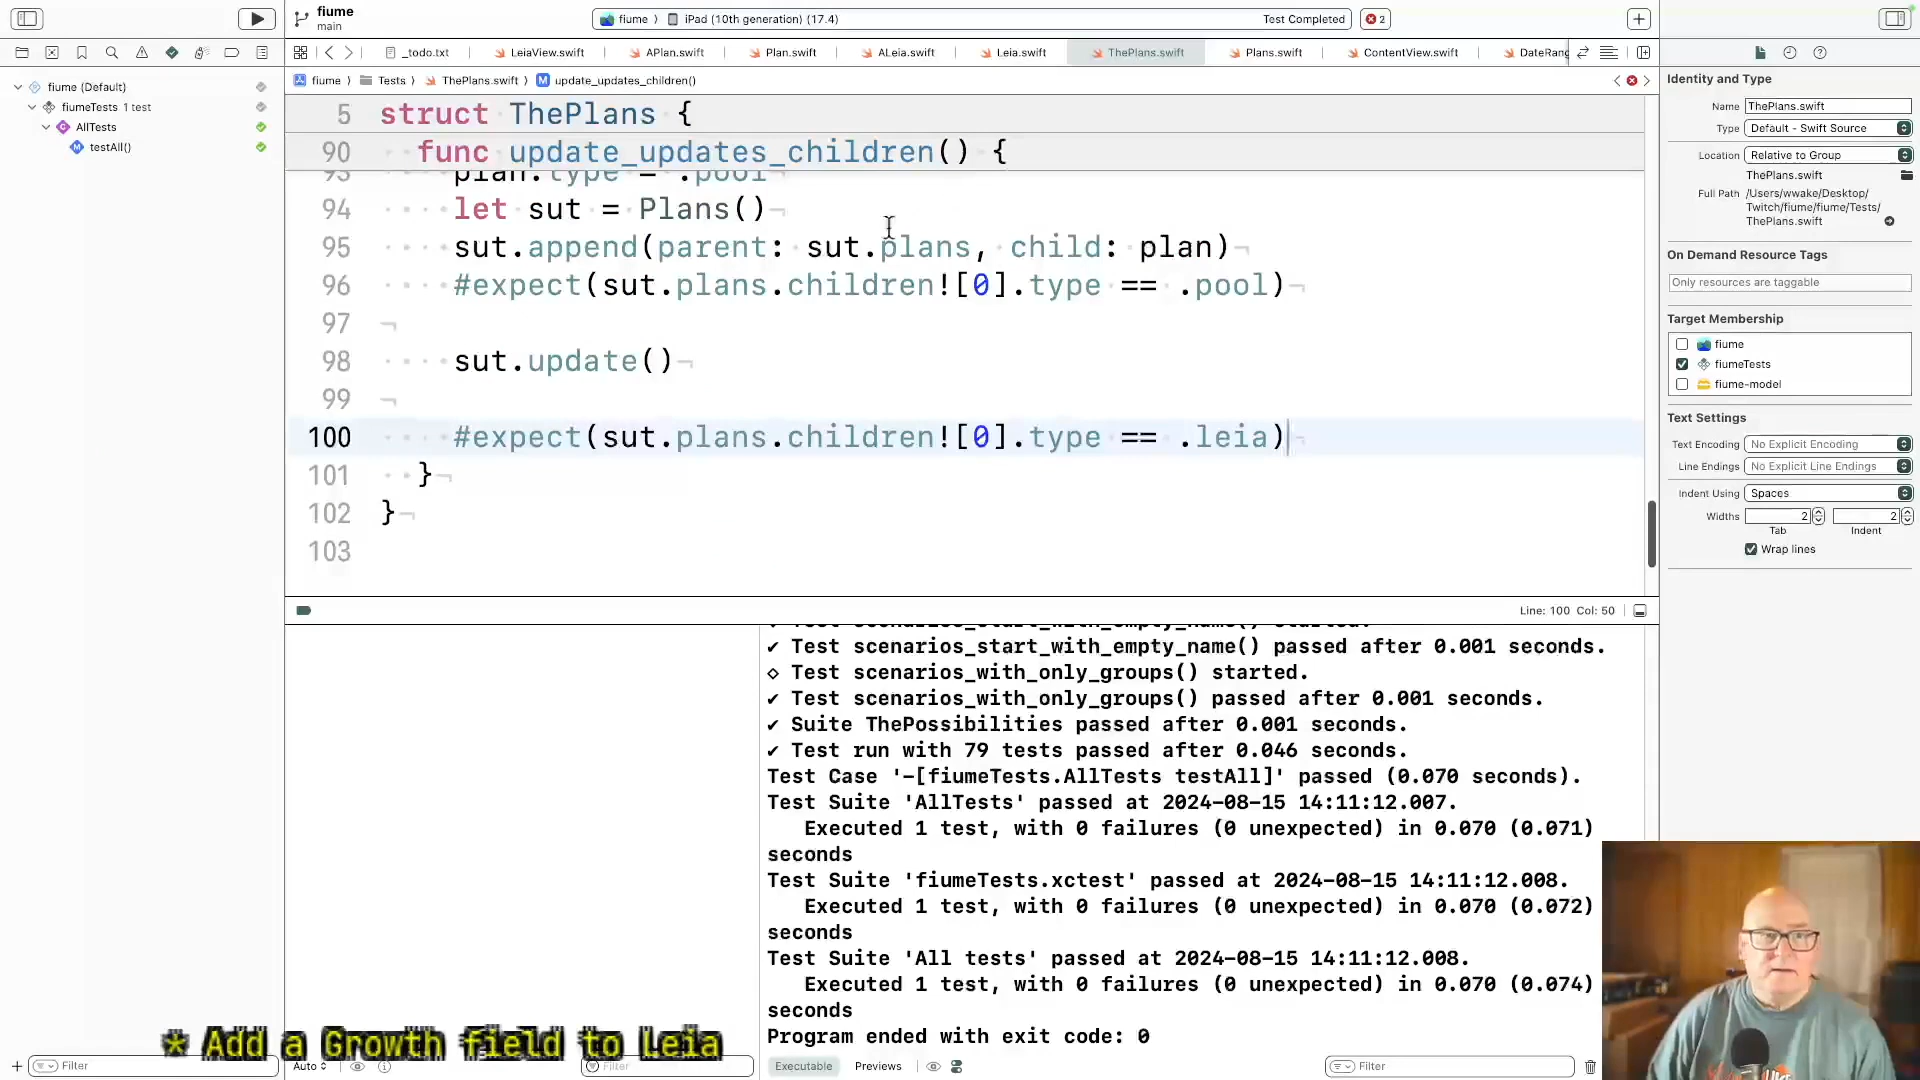 fiume
main
fiume
iPad (10th generation) (17.4)
Test Completed
2
_todo.txt
LeiaView.swift
APlan.swift
Plan.swift
ALeia.swift
Leia.swift
ThePlans.swift
Plans.swift
ContentView.swift
DateRang
fiume
Tests
ThePlans.swift
M
update_updates_children()
fiume (Default)
fiumeTests 1 test
AllTests
testAll()
5 struct ThePlans {
90 func update_updates_children() {
93 plan.type = .pool
94 let sut = Plans()
95 sut.append(parent: sut.plans, child: plan)
96 #expect(sut.plans.children![0].type == .pool)
97
98 sut.update()
99
100 #expect(sut.plans.children![0].type == .leia)
101 }
102 }
103
Line: 100 Col: 50
✔ Test scenarios_start_with_empty_name() passed after 0.001 seconds.
◇ Test scenarios_with_only_groups() started.
✔ Test scenarios_with_only_groups() passed after 0.001 seconds.
✔ Suite ThePossibilities passed after 0.001 seconds.
✔ Test run with 79 tests passed after 0.046 seconds.
Test Case '-[fiumeTests.AllTests testAll]' passed (0.070 seconds).
Test Suite 'AllTests' passed at 2024-08-15 14:11:12.007.
Executed 1 test, with 0 failures (0 unexpected) in 0.070 (0.071)
seconds
Test Suite 'fiumeTests.xctest' passed at 2024-08-15 14:11:12.008.
Executed 1 test, with 0 failures (0 unexpected) in 0.070 (0.072)
seconds
Test Suite 'All tests' passed at 2024-08-15 14:11:12.008.
Executed 1 test, with 0 failures (0 unexpected) in 0.070 (0.074)
seconds
Program ended with exit code: 0
* Add a Growth field to Leia
Filter
Auto
Filter
Executable
Previews
Filter
Identity and Type
Name ThePlans.swift
Type Default - Swift Source
Location Relative to Group
ThePlans.swift
Full Path /Users/wwake/Desktop/
Twitch/fiume/fiume/Tests/
ThePlans.swift
On Demand Resource Tags
Only resources are taggable
Target Membership
fiume
fiumeTests
fiume-model
Text Settings
Text Encoding No Explicit Encoding
Line Endings No Explicit Line Endings
Indent Using Spaces
Widths 2 2
Tab Indent
Wrap lines